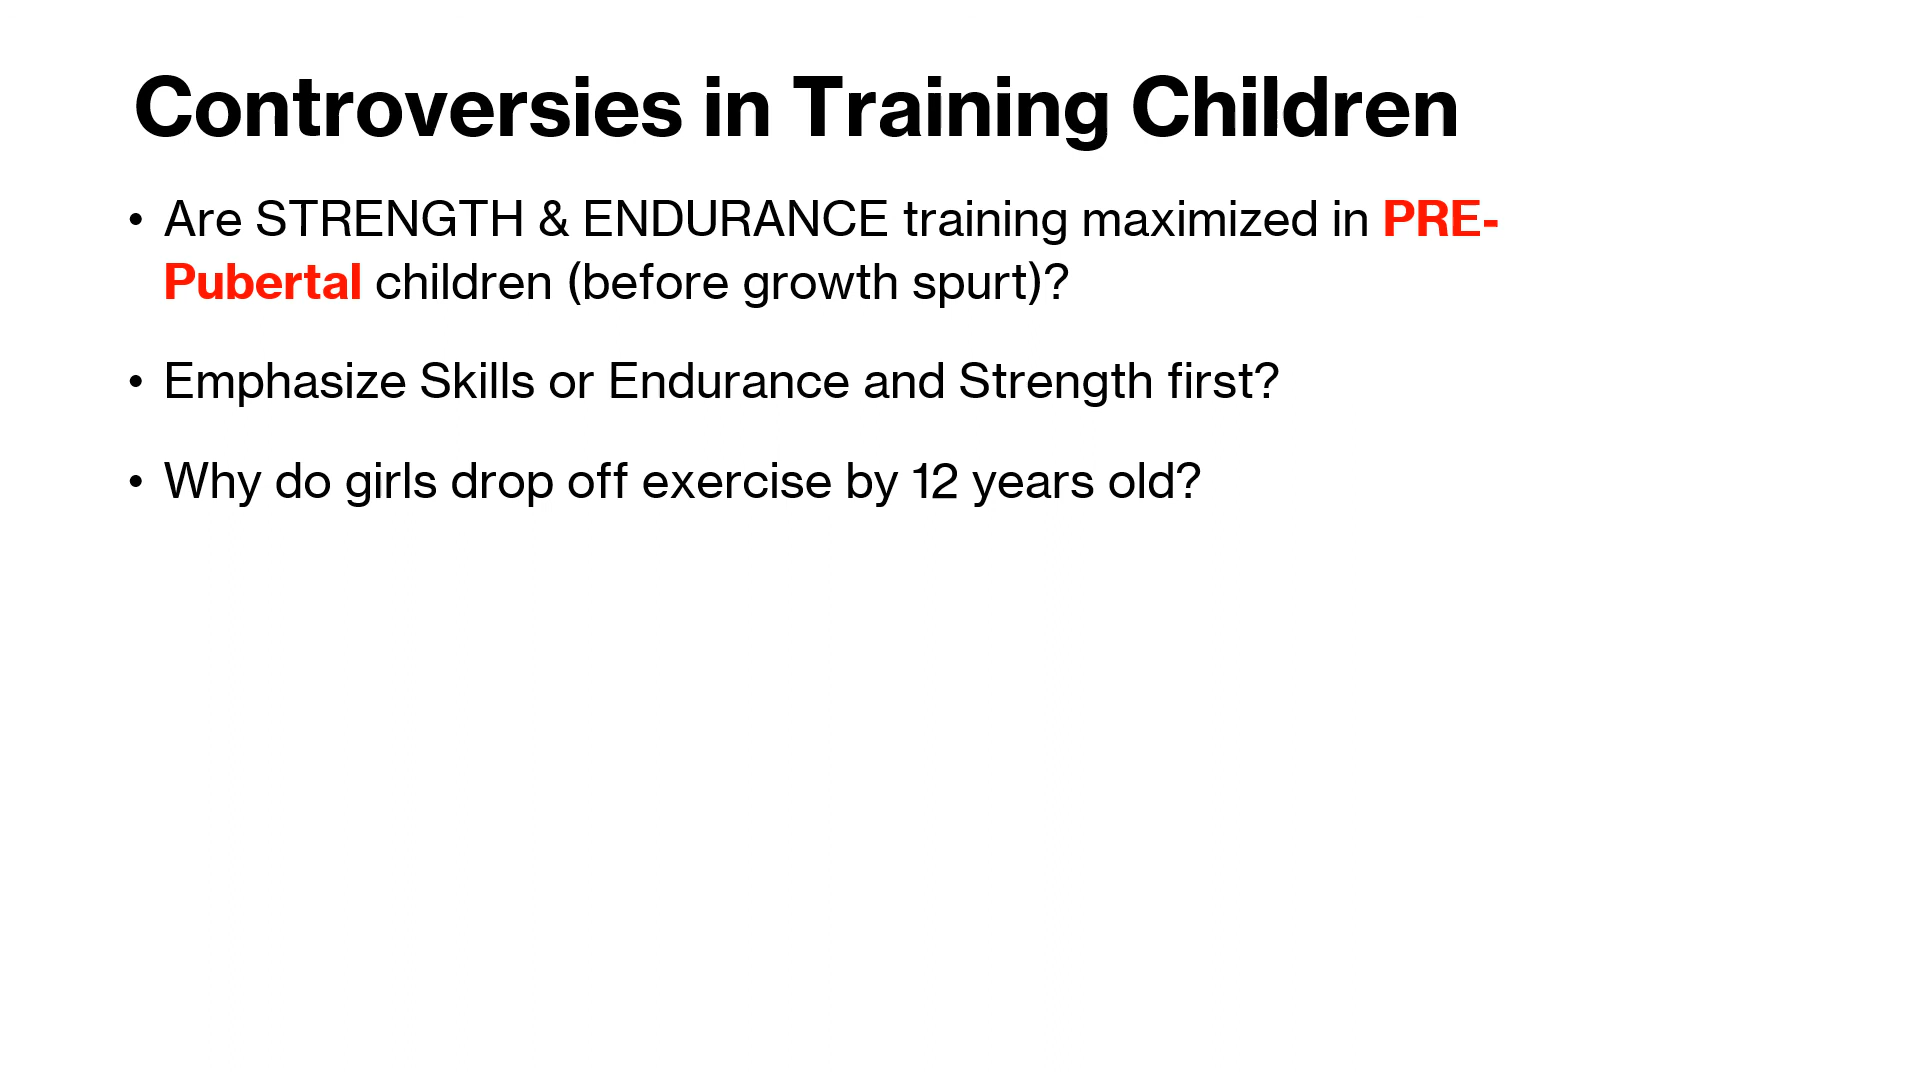 Controversies in Training Children
• Are STRENGTH & ENDURANCE training maximized in PRE-
Pubertal children (before growth spurt)?
• Emphasize Skills or Endurance and Strength first?
• Why do girls drop off exercise by 12 years old?